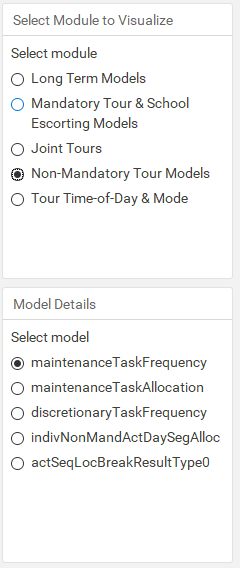 Select Module to Visualize
Select module
Long Term Models
Mandatory Tour & School
Escorting Models
Joint Tours
Non-Mandatory Tour Models
Tour Time-of-Day & Mode
Model Details
Select model
maintenanceTaskFrequency
maintenanceTaskAllocation
discretionaryTaskFrequency
indivNonMandActDaySegAlloc
actSeqLocBreakResultType0